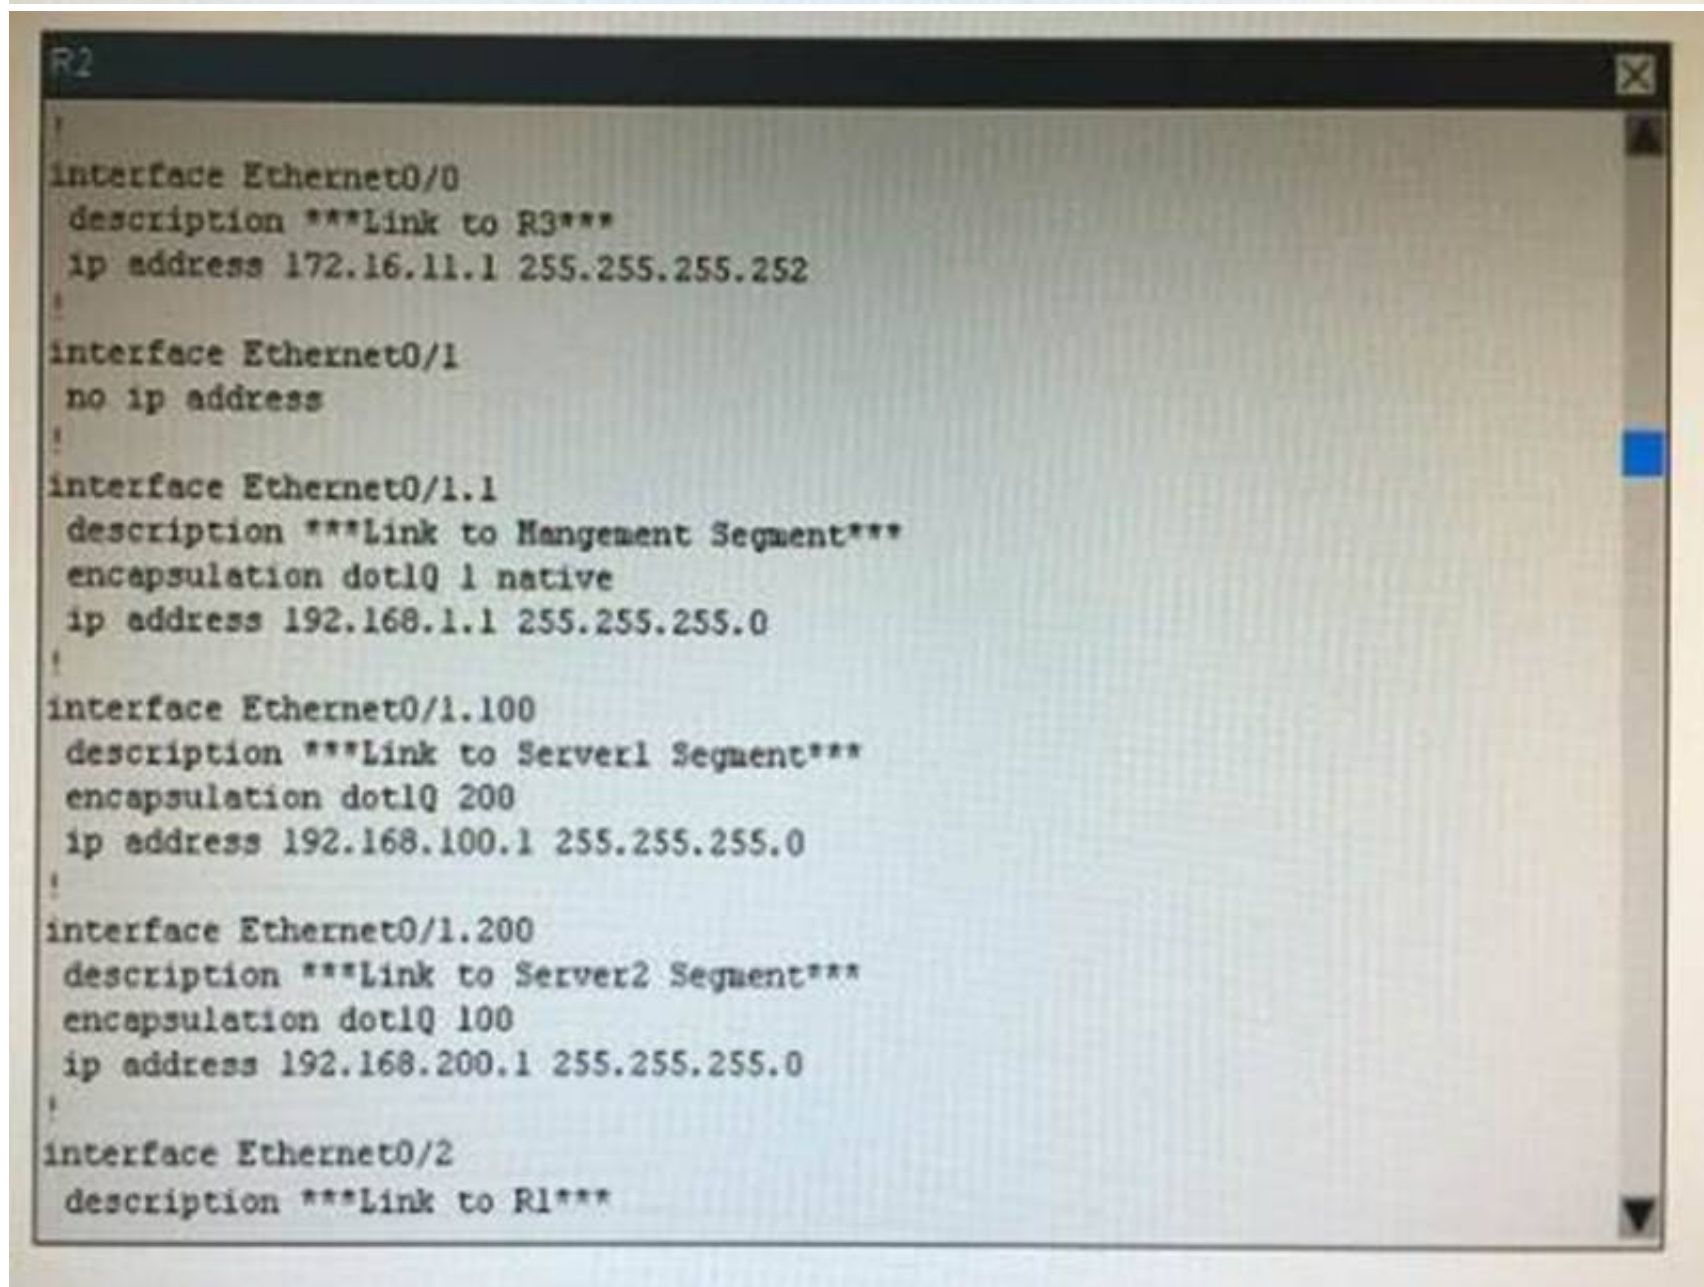 R2
!
interface Ethernet0/0
description ***Link to R3***
ip address 172.16.11.1 255.255.255.252
!
interface Ethernet0/1
no ip address
!
interface Ethernet0/1.1
description ***Link to Mangement Segment***
encapsulation dot1Q 1 native
ip address 192.168.1.1 255.255.255.0
!
interface Ethernet0/1.100
description ***Link to Server1 Segment***
encapsulation dot1Q 200
ip address 192.168.100.1 255.255.255.0
!
interface Ethernet0/1.200
description ***Link to Server2 Segment***
encapsulation dot1Q 100
ip address 192.168.200.1 255.255.255.0
!
interface Ethernet0/2
description ***Link to R1***